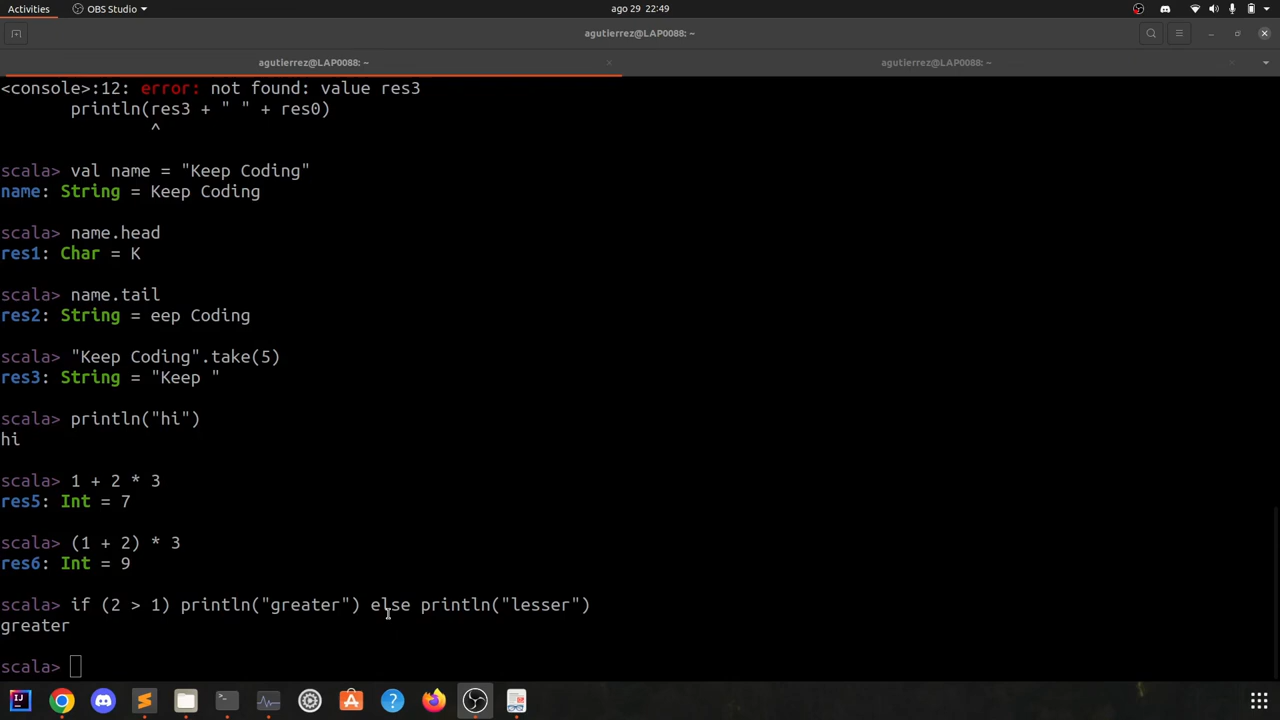 Activities
OBS Studio
ago 29 22:49
agutierrez@LAP0088: ~
agutierrez@LAP0088: ~
agutierrez@LAP0088: ~
<console>:12: error: not found: value res3
       println(res3 + " " + res0)
               ^
scala> val name = "Keep Coding"
name: String = Keep Coding
scala> name.head
res1: Char = K
scala> name.tail
res2: String = eep Coding
scala> "Keep Coding".take(5)
res3: String = "Keep "
scala> println("hi")
hi
scala> 1 + 2 * 3
res5: Int = 7
scala> (1 + 2) * 3
res6: Int = 9
scala> if (2 > 1) println("greater") else println("lesser")
greater
scala>